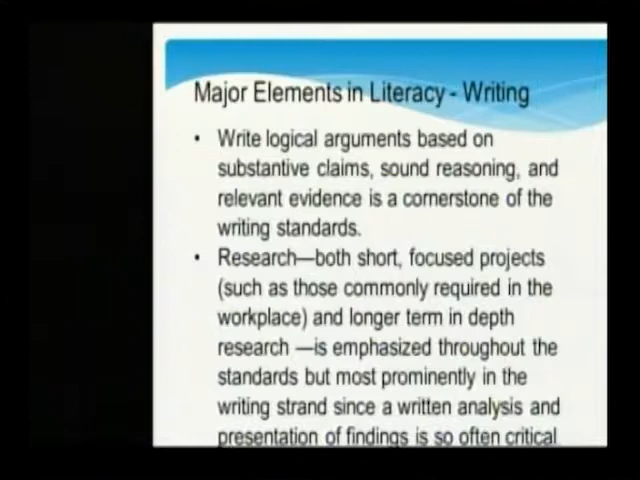 Major Elements in Literacy - Writing
• Write logical arguments based on
substantive claims, sound reasoning, and
relevant evidence is a cornerstone of the
writing standards.
• Research—both short, focused projects
(such as those commonly required in the
workplace) and longer term in depth
research —is emphasized throughout the
standards but most prominently in the
writing strand since a written analysis and
presentation of findings is so often critical